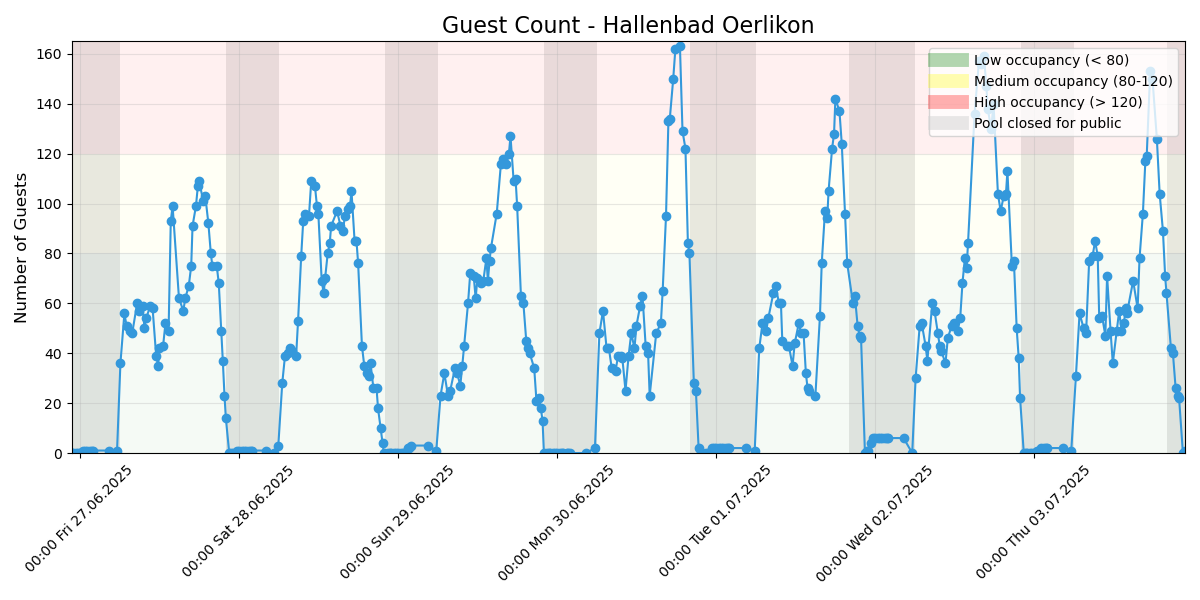 Guest Count - Hallenbad Oerlikon
Number of Guests
160
140
120
100
80
60
40
20
0
Low occupancy (< 80)
Medium occupancy (80-120)
High occupancy (> 120)
Pool closed for public
00:00 Fri 27.06.2025
00:00 Sat 28.06.2025
00:00 Sun 29.06.2025
00:00 Mon 30.06.2025
00:00 Tue 01.07.2025
00:00 Wed 02.07.2025
00:00 Thu 03.07.2025